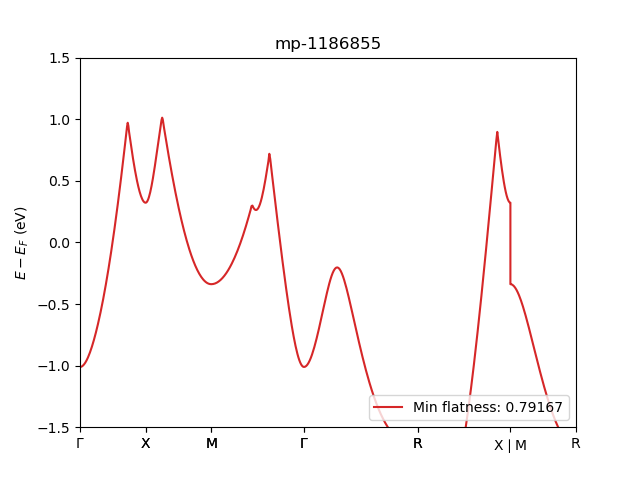 mp-1186855
E − E_F (eV)
1.5
1.0
0.5
0.0
−0.5
−1.0
−1.5
Min flatness: 0.79167
Γ X M Γ R X | M R